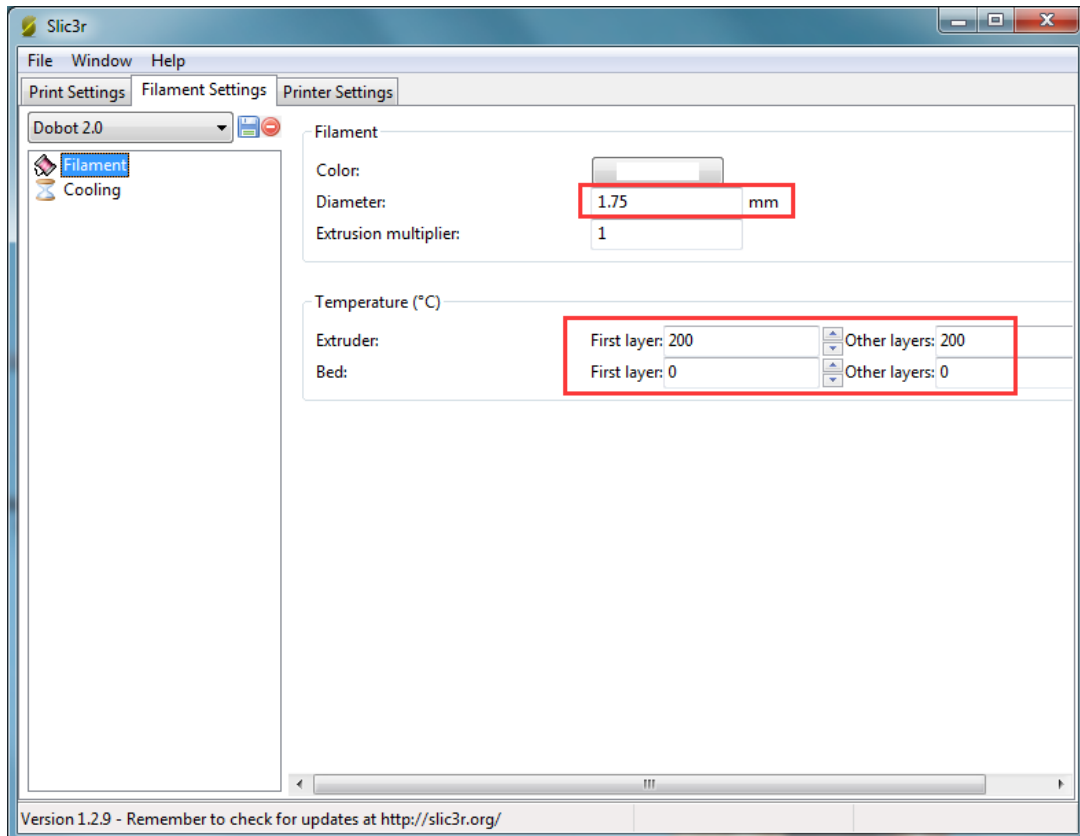 Slic3r
File Window Help
Print Settings Filament Settings Printer Settings
Dobot 2.0
Filament
Cooling
Filament
Color:
Diameter: 1.75 mm
Extrusion multiplier: 1
Temperature (°C)
Extruder: First layer: 200 Other layers: 200
Bed: First layer: 0 Other layers: 0
Version 1.2.9 - Remember to check for updates at http://slic3r.org/